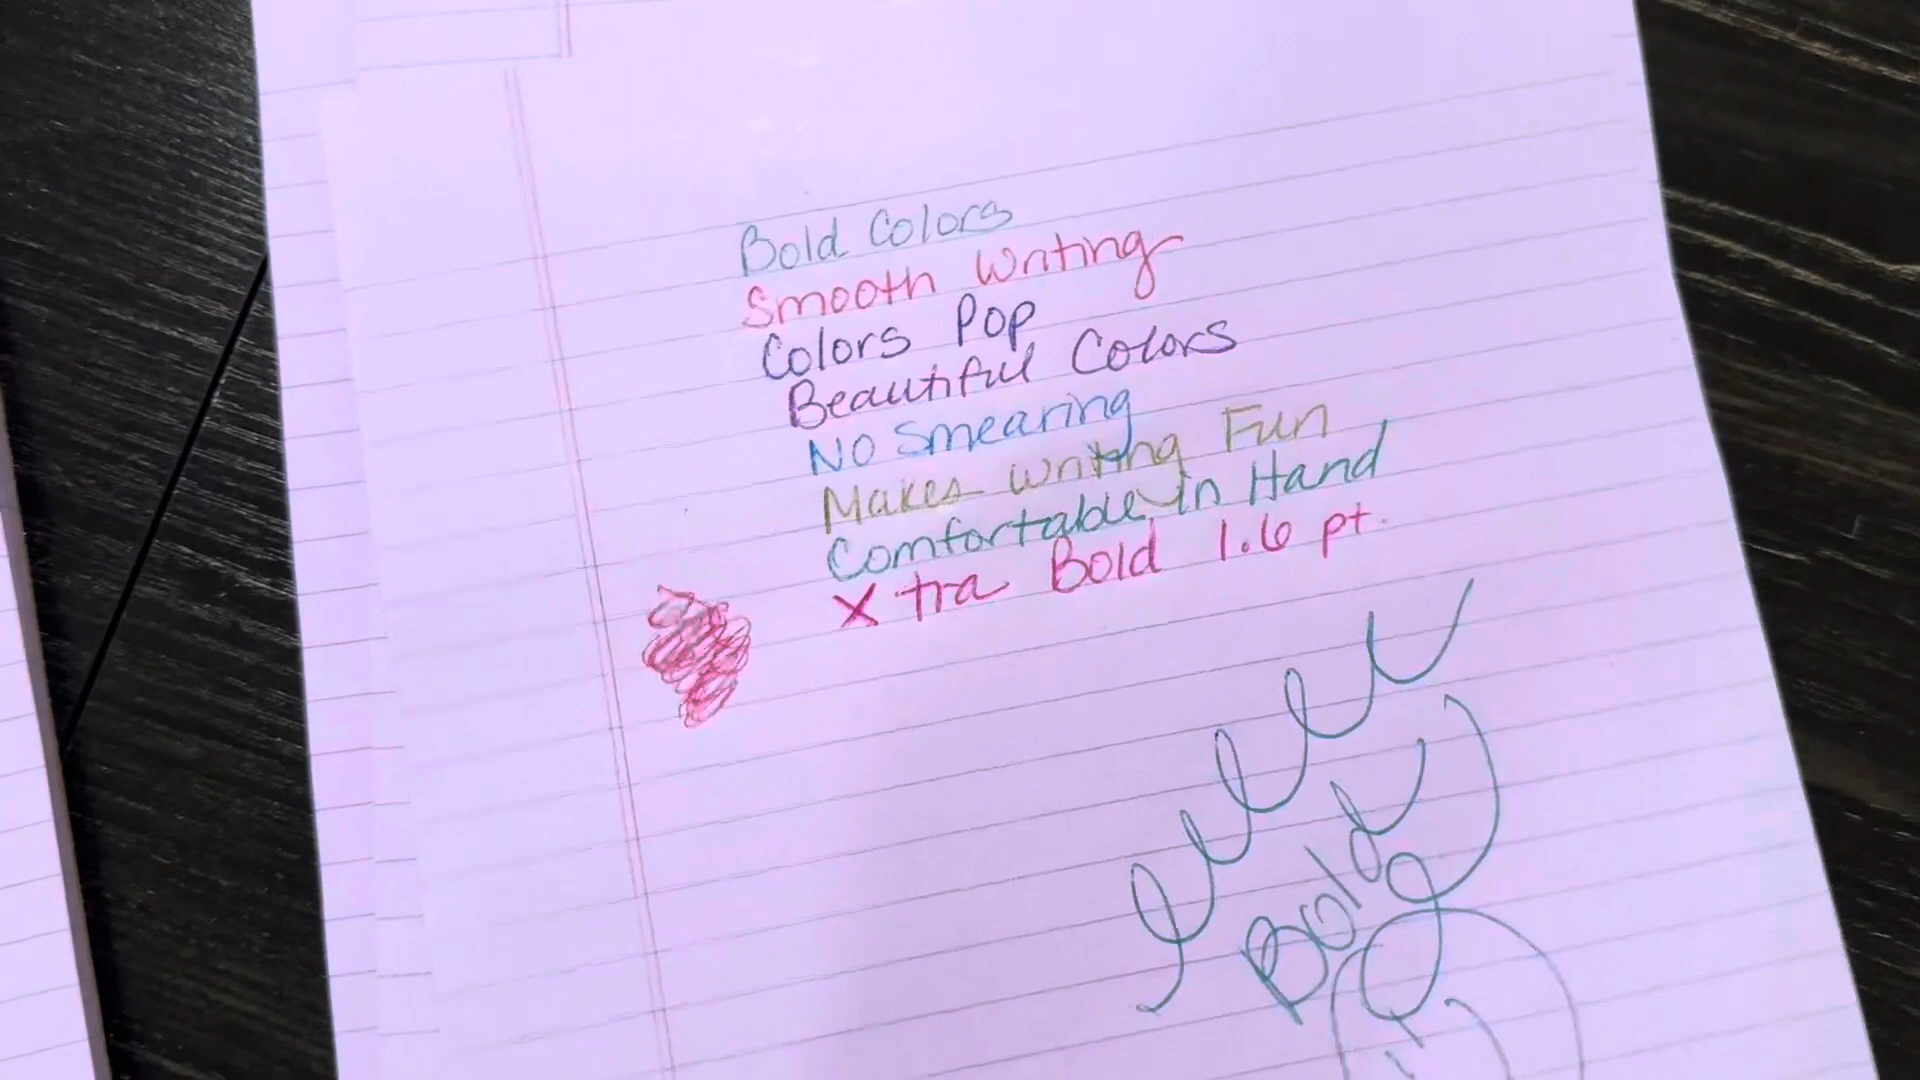 Bold Colors
Smooth Writing
Colors Pop
Beautiful Colors
No Smearing
Makes Writing Fun
Comfortable In Hand
Xtra Bold 1.6 pt.
Bold